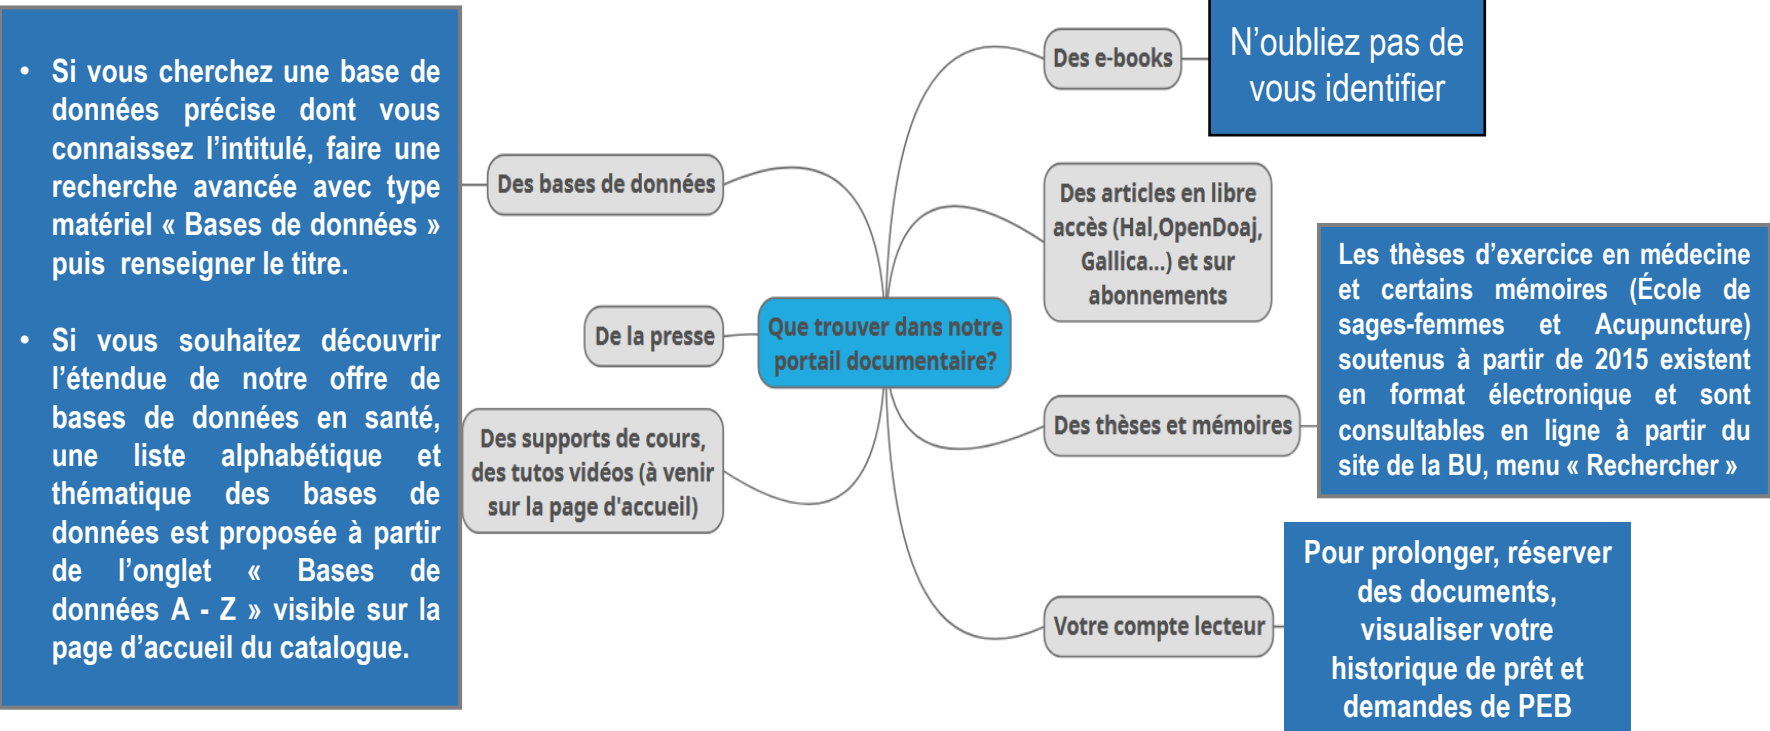 • Si vous cherchez une base de
données précise dont vous
connaissez l’intitulé, faire une
recherche avancée avec type
matériel « Bases de données »
puis renseigner le titre.
• Si vous souhaitez découvrir
l’étendue de notre offre de
bases de données en santé,
une liste alphabétique et
thématique des bases de
données est proposée à partir
de l’onglet « Bases de
données A - Z » visible sur la
page d’accueil du catalogue.
Des bases de données
De la presse
Des supports de cours,
des tutos vidéos (à venir
sur la page d'accueil)
Que trouver dans notre
portail documentaire?
Des e-books
N’oubliez pas de
vous identifier
Des articles en libre
accès (Hal,OpenDoaj,
Gallica...) et sur
abonnements
Des thèses et mémoires
Les thèses d’exercice en médecine
et certains mémoires (École de
sages-femmes et Acupuncture)
soutenus à partir de 2015 existent
en format électronique et sont
consultables en ligne à partir du
site de la BU, menu « Rechercher »
Votre compte lecteur
Pour prolonger, réserver
des documents,
visualiser votre
historique de prêt et
demandes de PEB